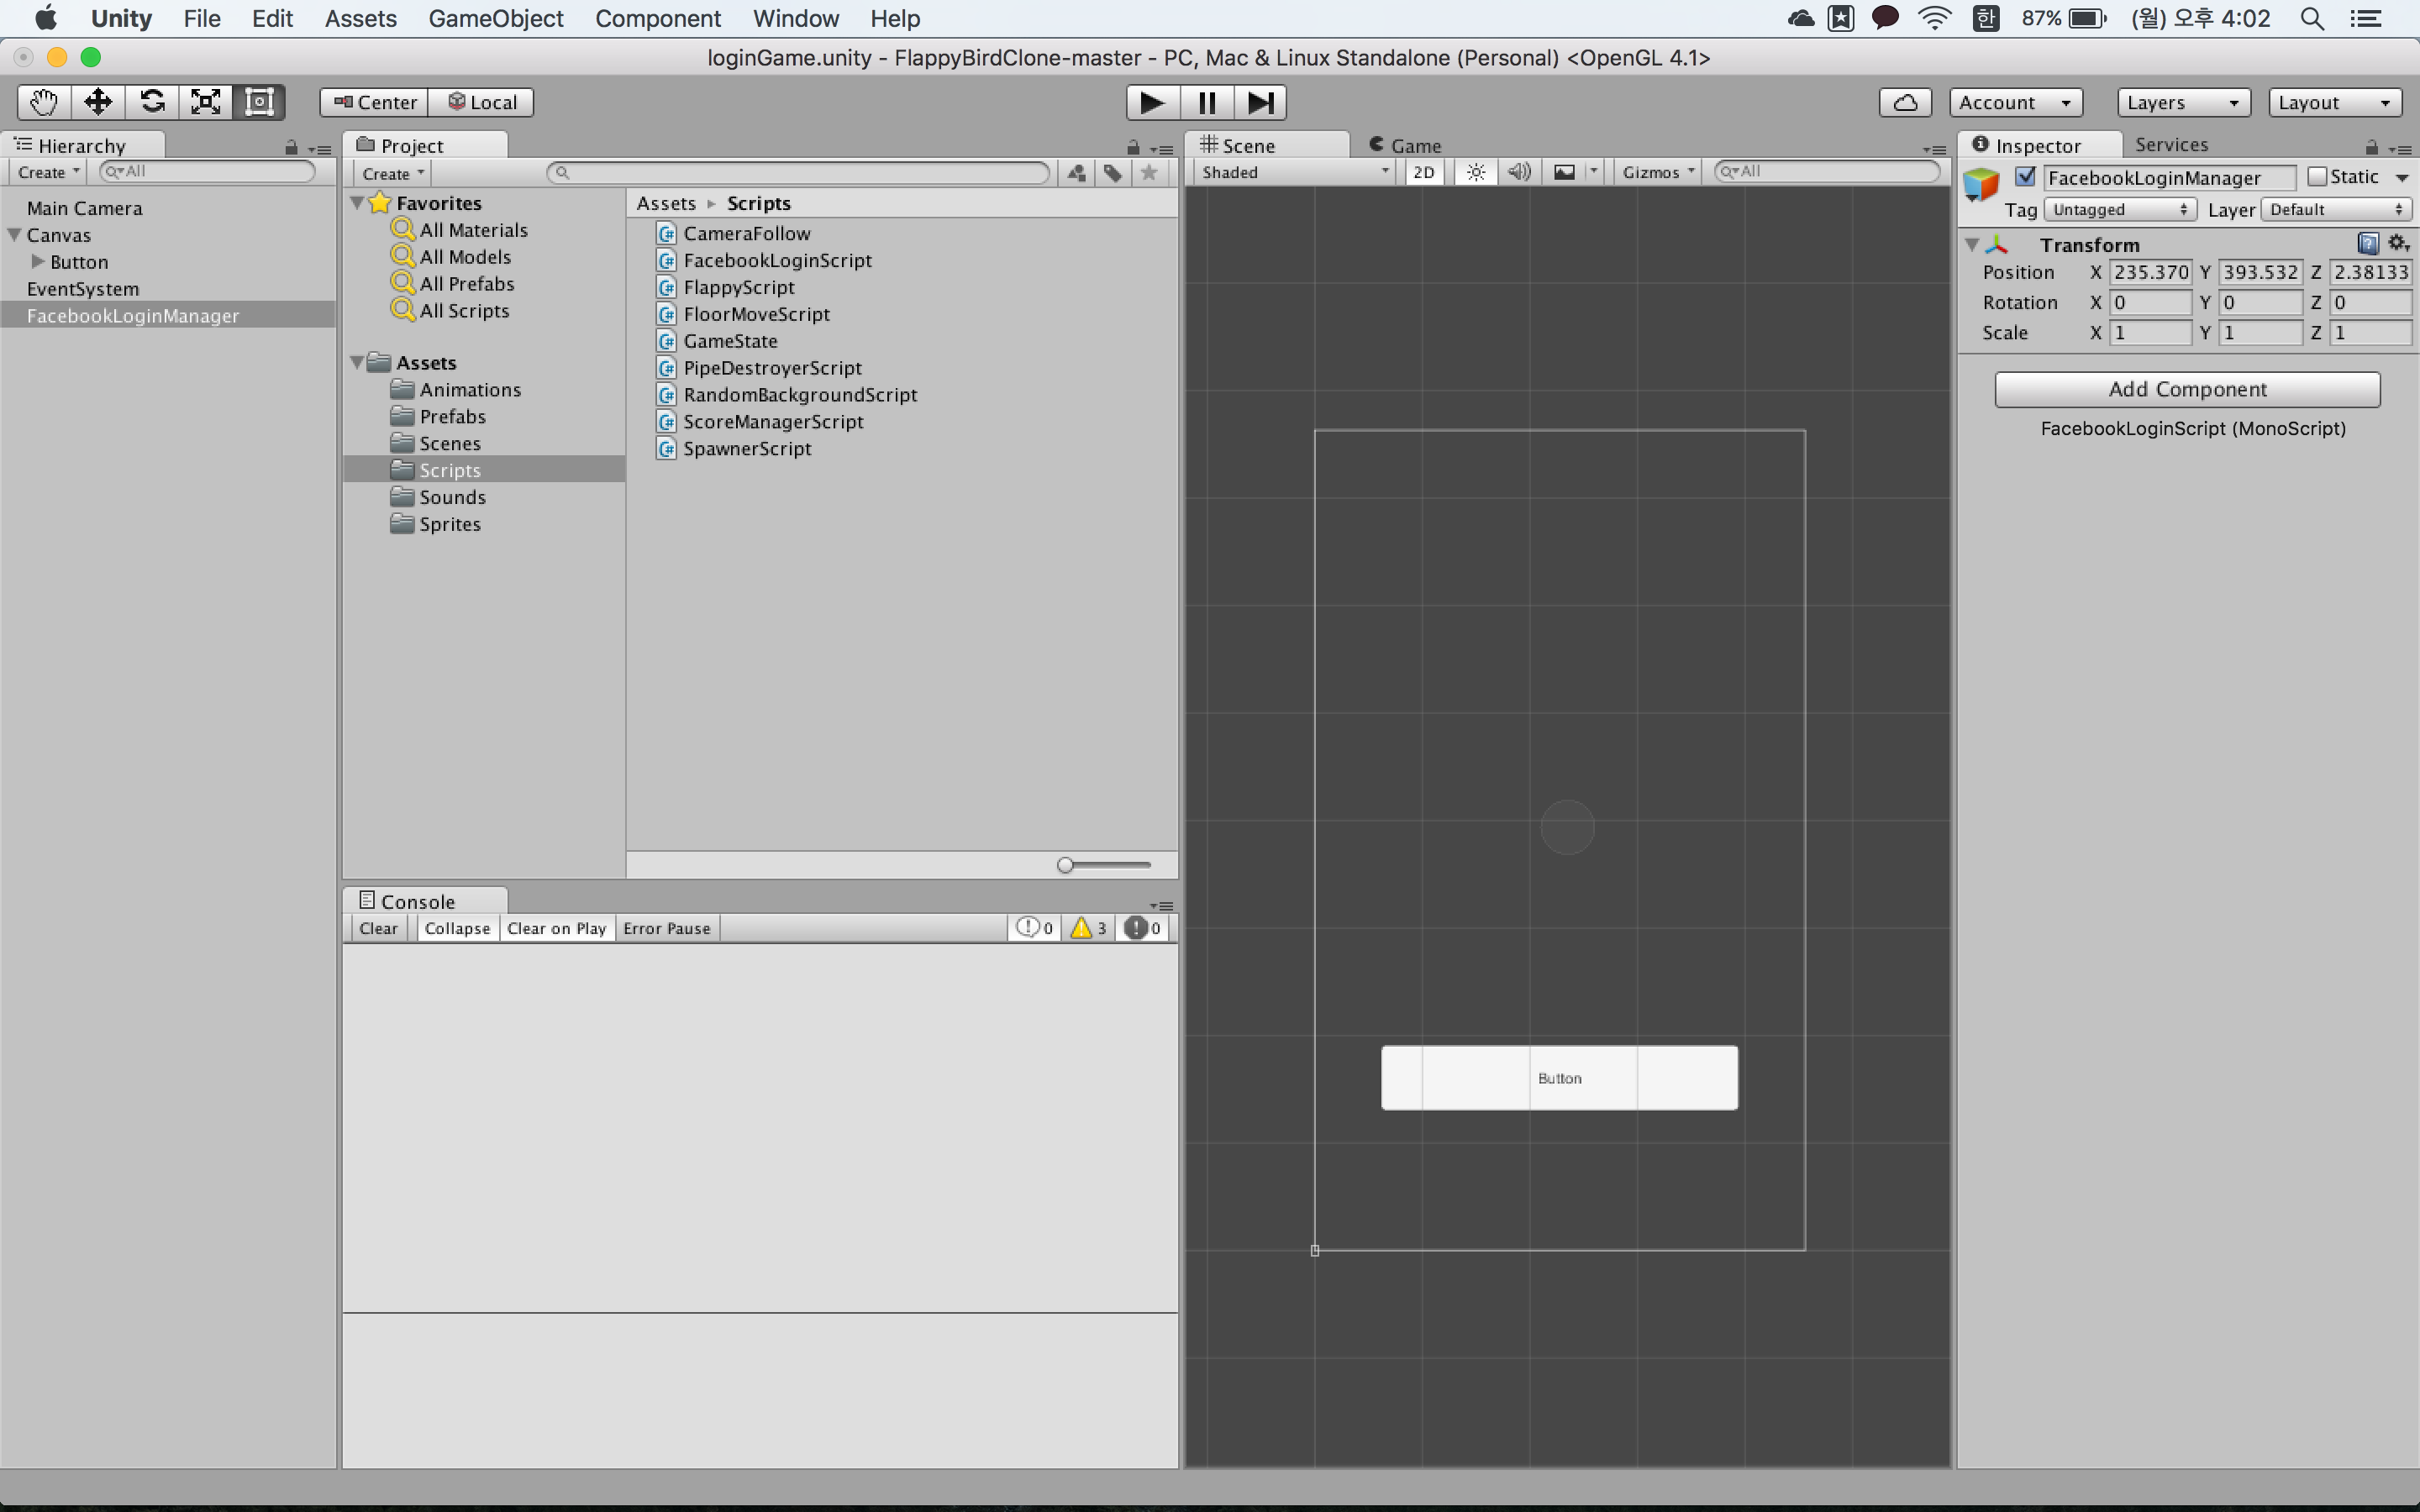 Unity File Edit Assets GameObject Component Window Help 한 87% (월) 오후 4:02
loginGame.unity - FlappyBirdClone-master - PC, Mac & Linux Standalone (Personal) <OpenGL 4.1>
Center Local Account Layers Layout
Hierarchy
Create All
Main Camera
Canvas
Button
EventSystem
FacebookLoginManager
Project
Create
Favorites
All Materials
All Models
All Prefabs
All Scripts
Assets
Animations
Prefabs
Scenes
Scripts
Sounds
Sprites
Assets Scripts
CameraFollow
FacebookLoginScript
FlappyScript
FloorMoveScript
GameState
PipeDestroyerScript
RandomBackgroundScript
ScoreManagerScript
SpawnerScript
Console
Clear Collapse Clear on Play Error Pause 0 3 0
Scene Game
Shaded 2D Gizmos All
Button
Inspector Services
FacebookLoginManager Static
Tag Untagged Layer Default
Transform
Position X 235.370 Y 393.532 Z 2.38133
Rotation X 0 Y 0 Z 0
Scale X 1 Y 1 Z 1
Add Component
FacebookLoginScript (MonoScript)